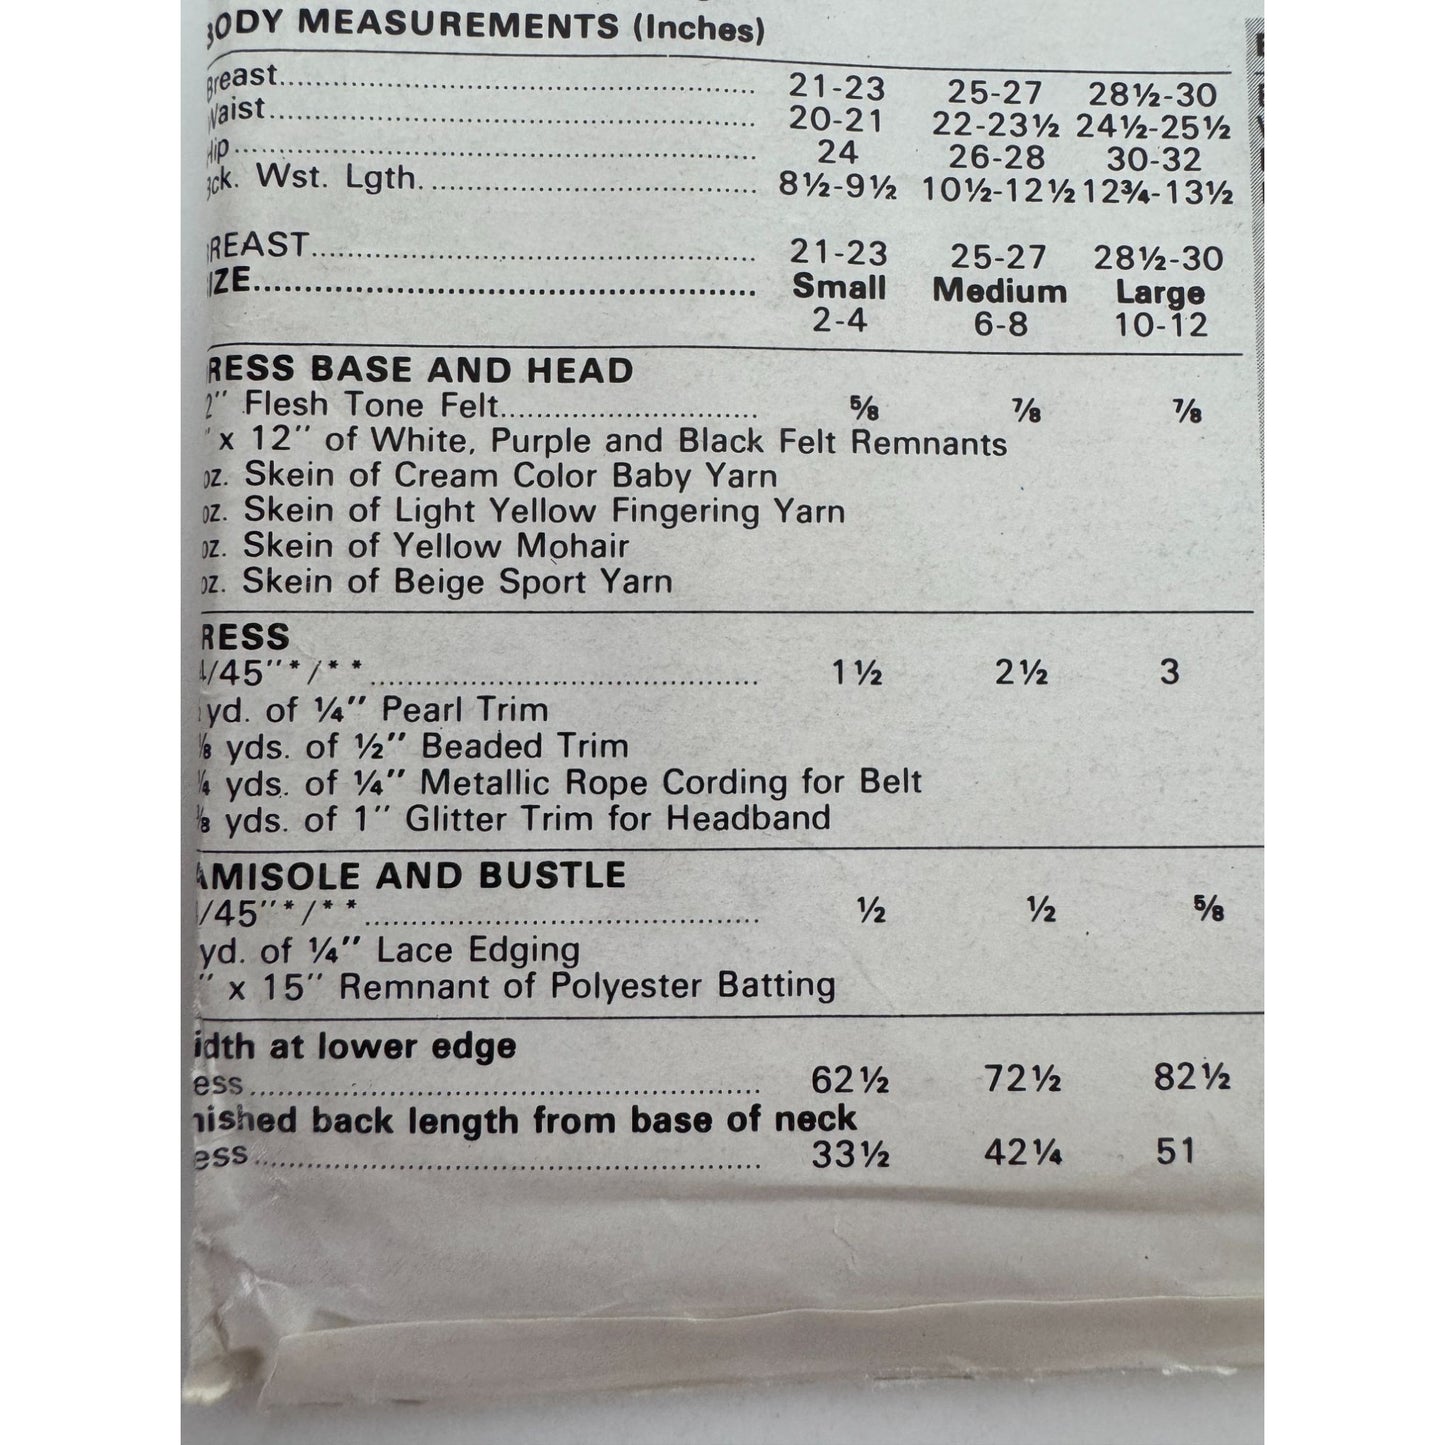 BODY MEASUREMENTS (Inches)
Breast.......... 21-23 25-27 28½-30
Waist.......... 20-21 22-23½ 24½-25½
Hip.......... 24 26-28 30-32
Bck. Wst. Lgth. .......... 8½-9½ 10½-12½ 12¾-13½
BREAST.......... 21-23 25-27 28½-30
SIZE.......... Small Medium Large
2-4 6-8 10-12
RESS BASE AND HEAD
2" Flesh Tone Felt.......... ⅝ ⅞ ⅞
" x 12" of White, Purple and Black Felt Remnants
oz. Skein of Cream Color Baby Yarn
oz. Skein of Light Yellow Fingering Yarn
oz. Skein of Yellow Mohair
oz. Skein of Beige Sport Yarn
RESS
/45"*/**.......... 1½ 2½ 3
yd. of ¼" Pearl Trim
yds. of ½" Beaded Trim
yds. of ¼" Metallic Rope Cording for Belt
yds. of 1" Glitter Trim for Headband
AMISOLE AND BUSTLE
/45"*/**.......... ½ ½ ⅝
yd. of ¼" Lace Edging
" x 15" Remnant of Polyester Batting
idth at lower edge
ess.......... 62½ 72½ 82½
nished back length from base of neck
ess.......... 33½ 42¼ 51